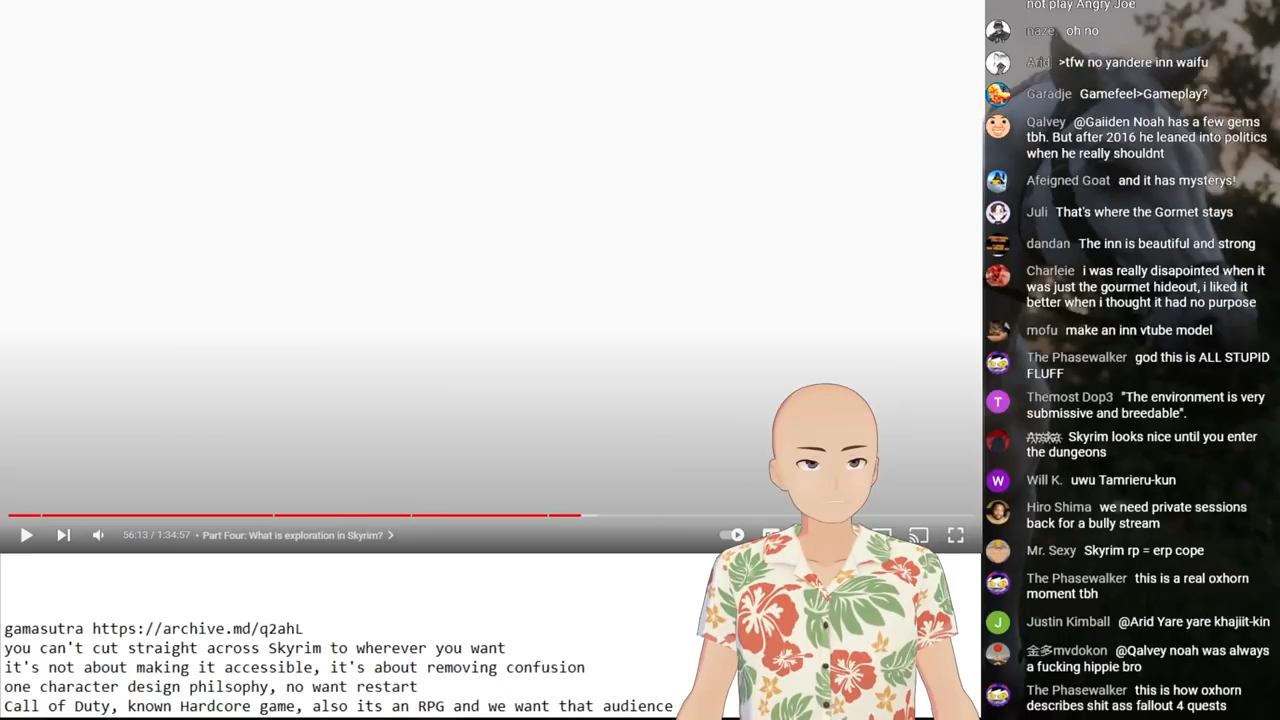 not play Angry Joe
naze oh no
Arid >tfw no yandere inn waifu
Garadje Gamefeel>Gameplay?
Qalvey @Gaiiden Noah has a few gems
tbh. But after 2016 he leaned into politics
when he really shouldnt
Afeigned Goat and it has mysterys!
Juli That's where the Gormet stays
dandan The inn is beautiful and strong
Charleie i was really disapointed when it
was just the gourmet hideout, i liked it
better when i thought it had no purpose
mofu make an inn vtube model
The Phasewalker god this is ALL STUPID
FLUFF
Themost Dop3 "The environment is very
submissive and breedable".
Skyrim looks nice until you enter
the dungeons
Will K. uwu Tamrieru-kun
Hiro Shima we need private sessions
back for a bully stream
Mr. Sexy Skyrim rp = erp cope
The Phasewalker this is a real oxhorn
moment tbh
Justin Kimball @Arid Yare yare khajiit-kin
金多mvdokon @Qalvey noah was always
a fucking hippie bro
The Phasewalker this is how oxhorn
describes shit ass fallout 4 quests
T
W
J
56:13 / 1:34:57 • Part Four: What is exploration in Skyrim?
gamasutra https://archive.md/q2ahL
you can't cut straight across Skyrim to wherever you want
it's not about making it accessible, it's about removing confusion
one character design philsophy, no want restart
Call of Duty, known Hardcore game, also its an RPG and we want that audience